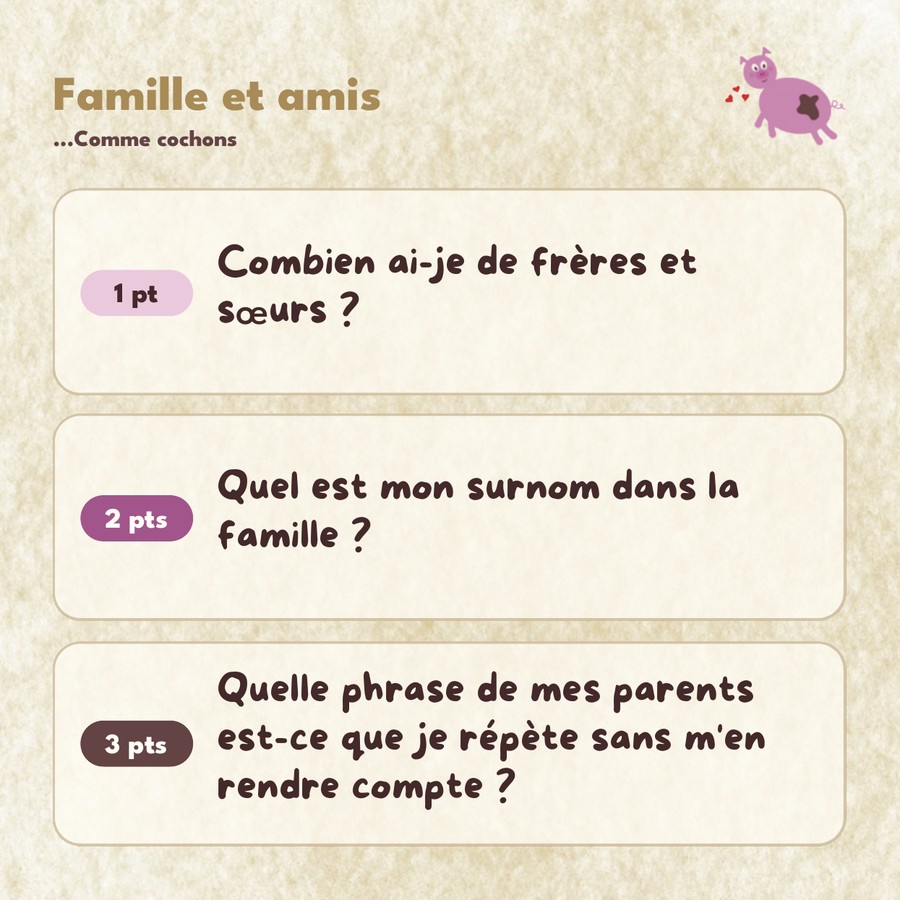 Famille et amis
...Comme cochons
1 pt
Combien ai-je de frères et
sœurs ?
2 pts
Quel est mon surnom dans la
famille ?
3 pts
Quelle phrase de mes parents
est-ce que je répète sans m'en
rendre compte ?